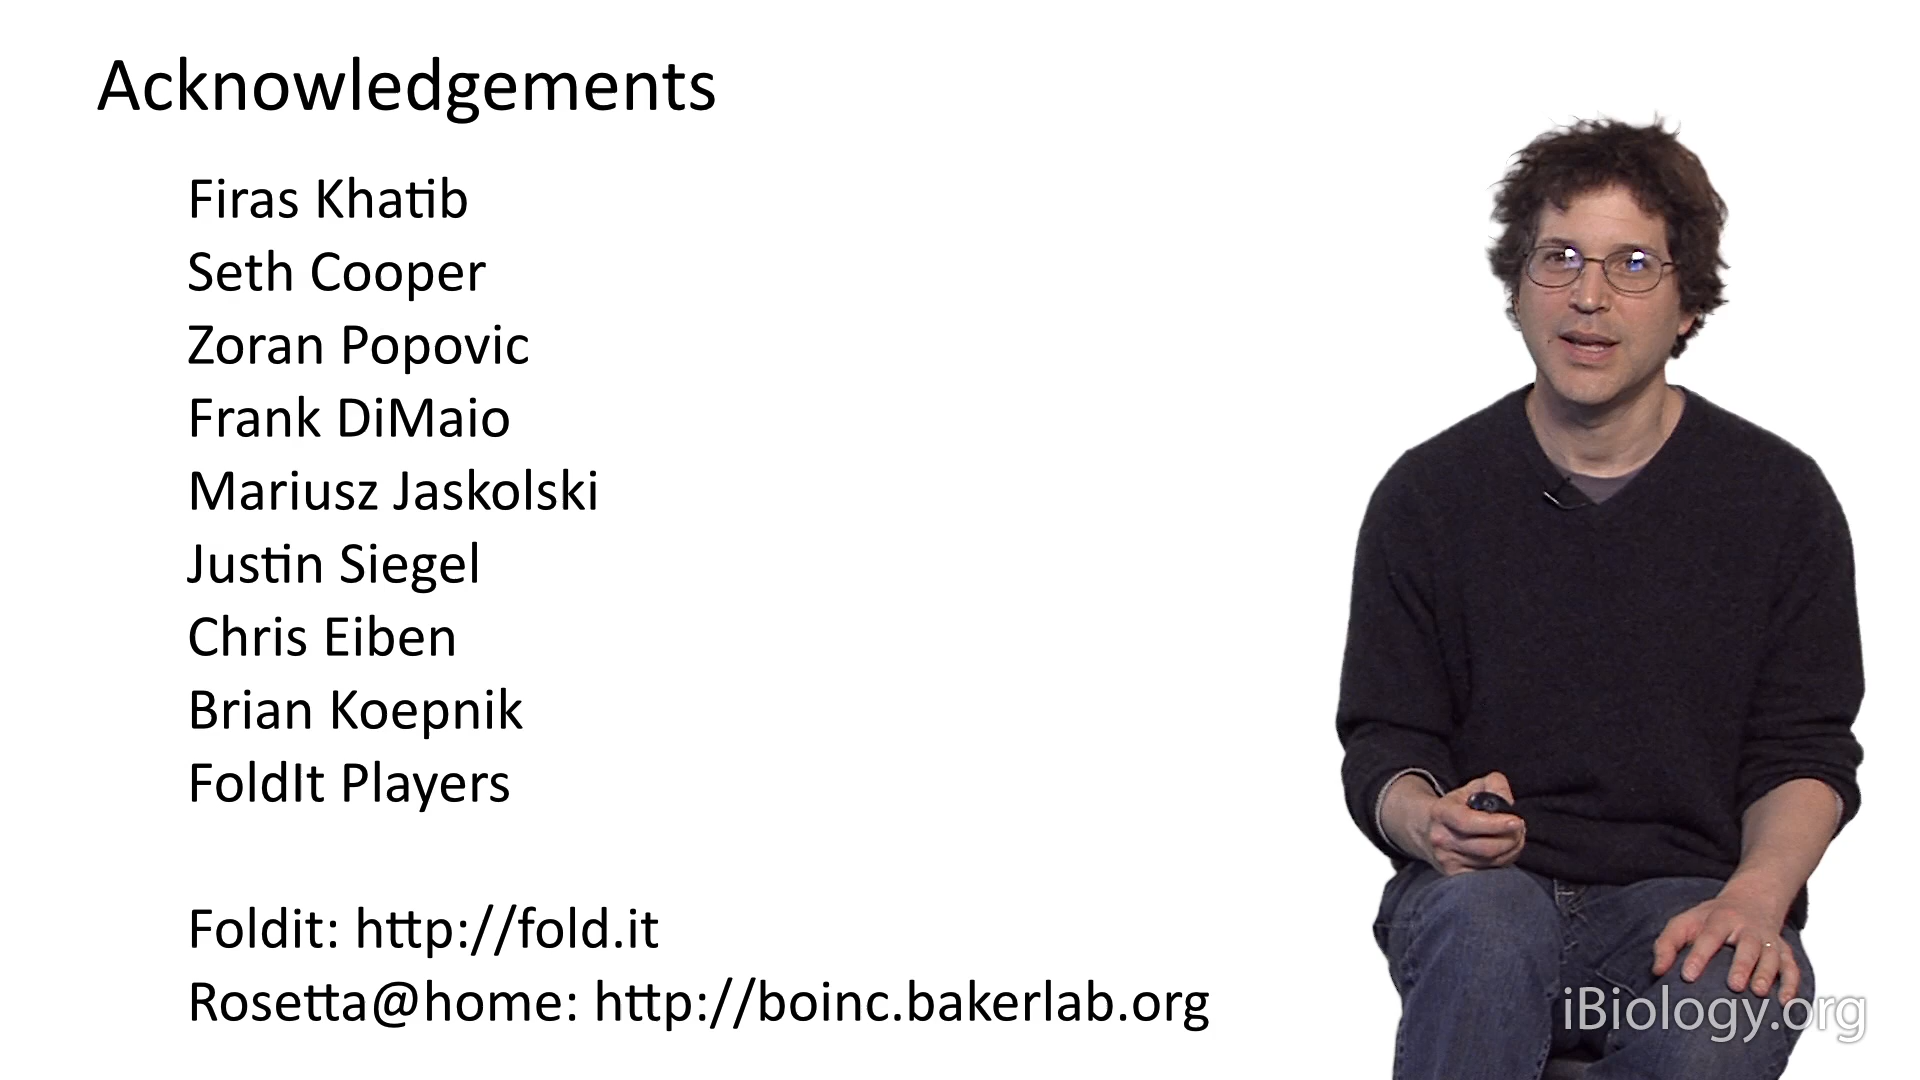 Acknowledgements
Firas Khatib
Seth Cooper
Zoran Popovic
Frank DiMaio
Mariusz Jaskolski
Justin Siegel
Chris Eiben
Brian Koepnik
FoldIt Players
Foldit: http://fold.it
Rosetta@home: http://boinc.bakerlab.org
iBiology.org